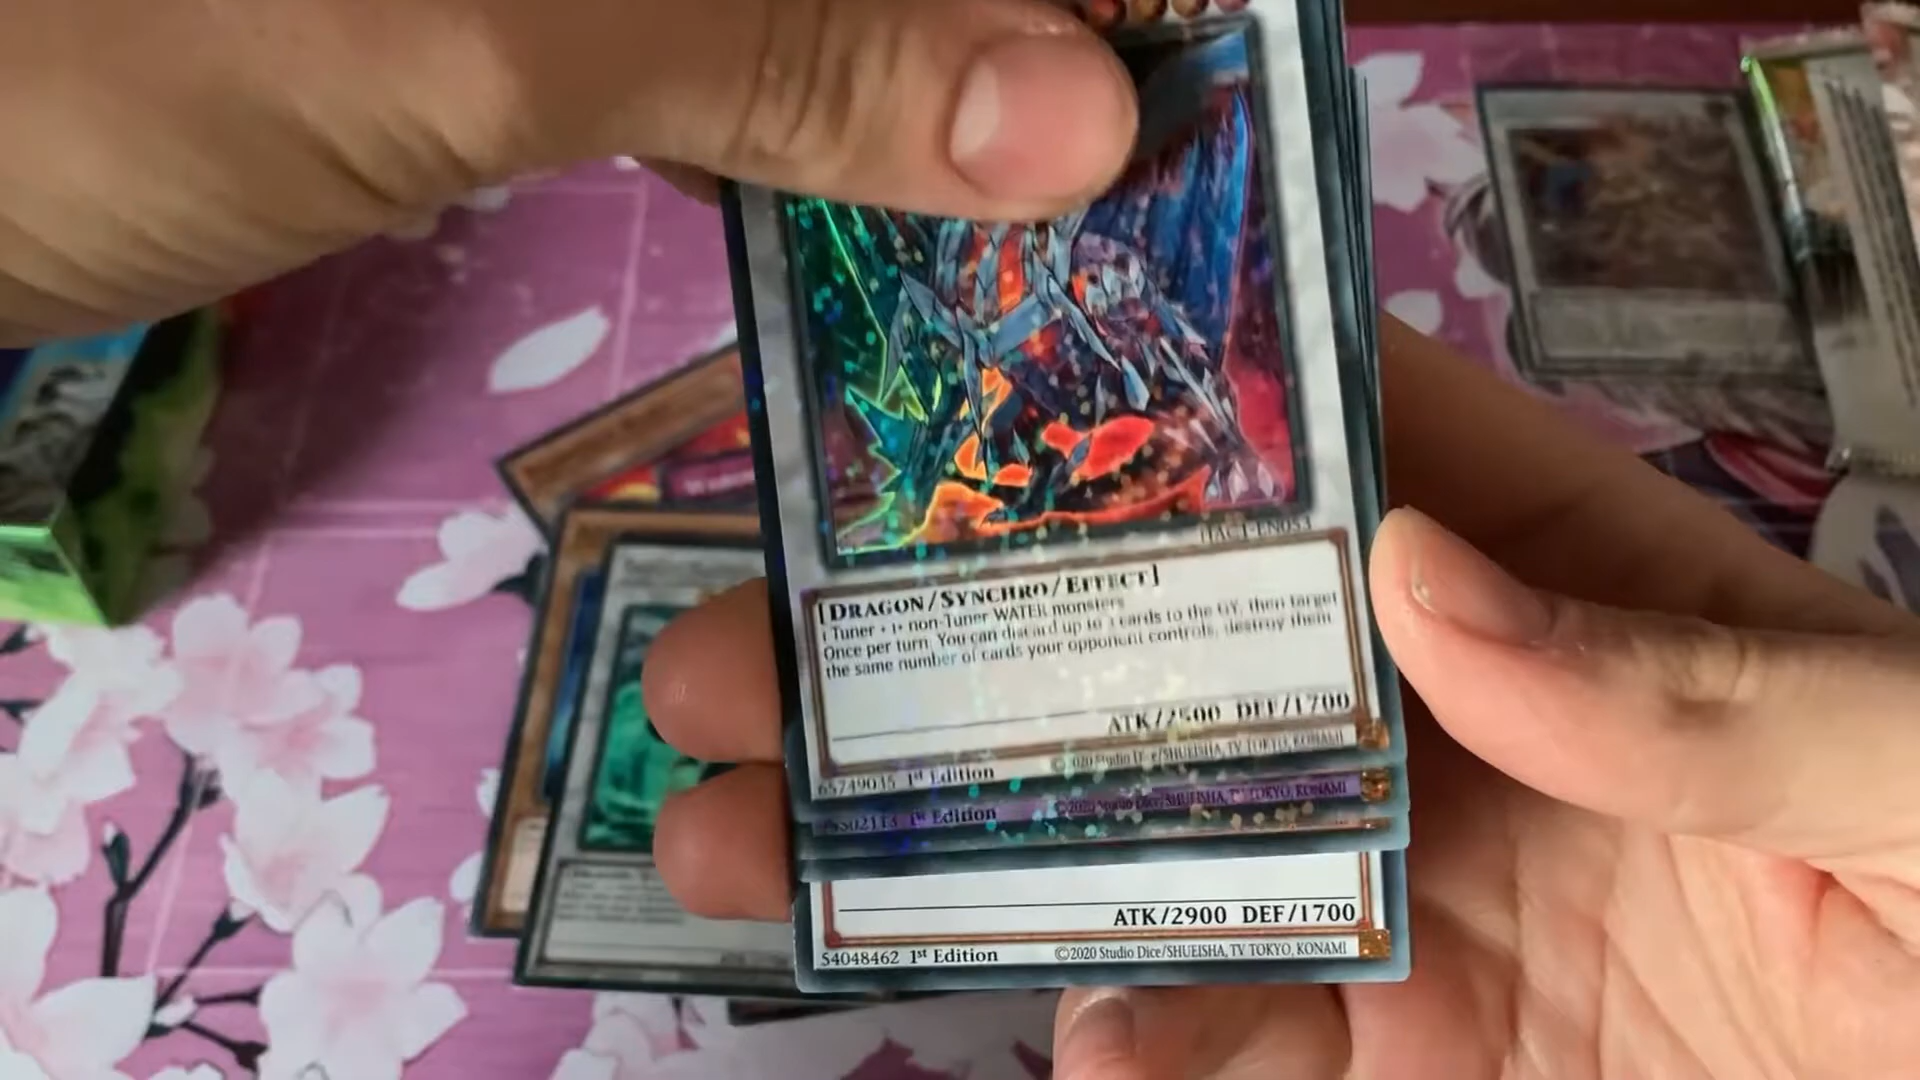 HAC1-EN053
[DRAGON/SYNCHRO/EFFECT]
1 Tuner + 1+ non-Tuner WATER monsters
Once per turn: You can discard up to 2 cards to the GY, then target
the same number of cards your opponent controls; destroy them
ATK/2500 DEF/1700
65749035 1st Edition ©2020 Studio Dice/SHUEISHA, TV TOKYO, KONAMI
1st Edition ©2020 Studio Dice/SHUEISHA, TV TOKYO, KONAMI
ATK/2900 DEF/1700
54048462 1st Edition ©2020 Studio Dice/SHUEISHA, TV TOKYO, KONAMI